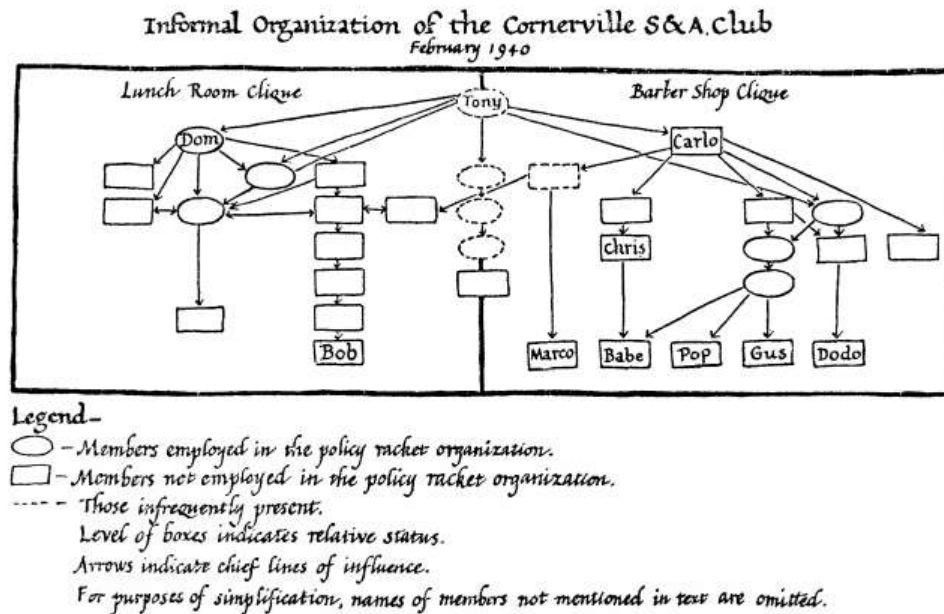 Informal Organization of the Cornerville S&A. Club
February 1940
Lunch Room Clique
Barber Shop Clique
Tony
Dom
Carlo
Chris
Bob
Marco
Babe
Pop
Gus
Dodo
Legend—
– Members employed in the policy racket organization.
– Members not employed in the policy racket organization.
– Those infrequently present.
Level of boxes indicates relative status.
Arrows indicate chief lines of influence.
For purposes of simplification, names of members not mentioned in text are omitted.